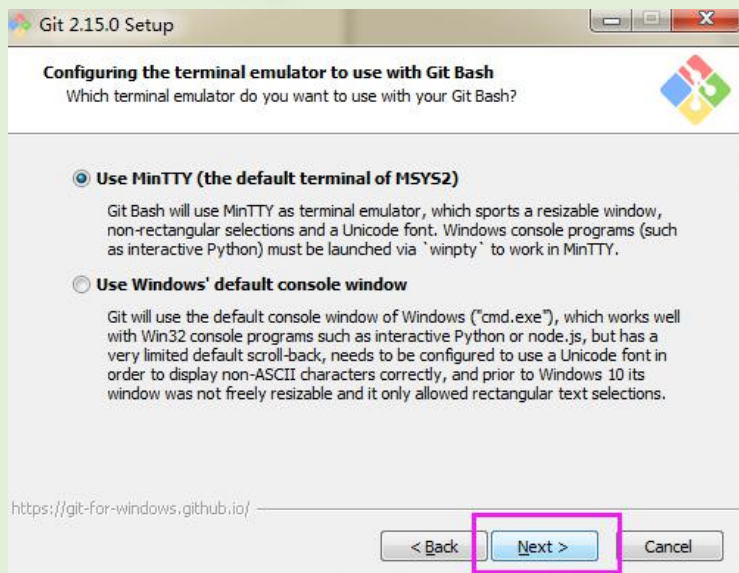 Git 2.15.0 Setup
Configuring the terminal emulator to use with Git Bash
Which terminal emulator do you want to use with your Git Bash?
Use MinTTY (the default terminal of MSYS2)
Git Bash will use MinTTY as terminal emulator, which sports a resizable window,
non-rectangular selections and a Unicode font. Windows console programs (such
as interactive Python) must be launched via `winpty` to work in MinTTY.
Use Windows' default console window
Git will use the default console window of Windows ("cmd.exe"), which works well
with Win32 console programs such as interactive Python or node.js, but has a
very limited default scroll-back, needs to be configured to use a Unicode font in
order to display non-ASCII characters correctly, and prior to Windows 10 its
window was not freely resizable and it only allowed rectangular text selections.
https://git-for-windows.github.io/
< Back Next > Cancel